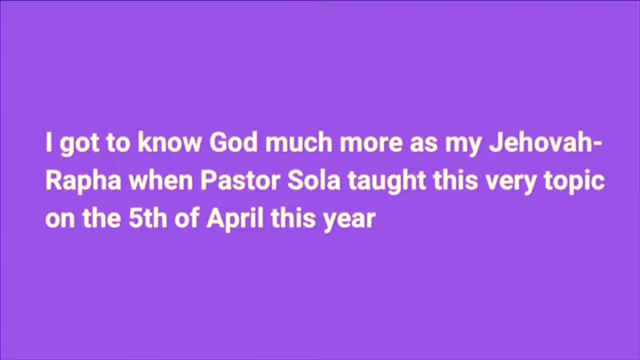 I got to know God much more as my Jehovah-
Rapha when Pastor Sola taught this very topic
on the 5th of April this year